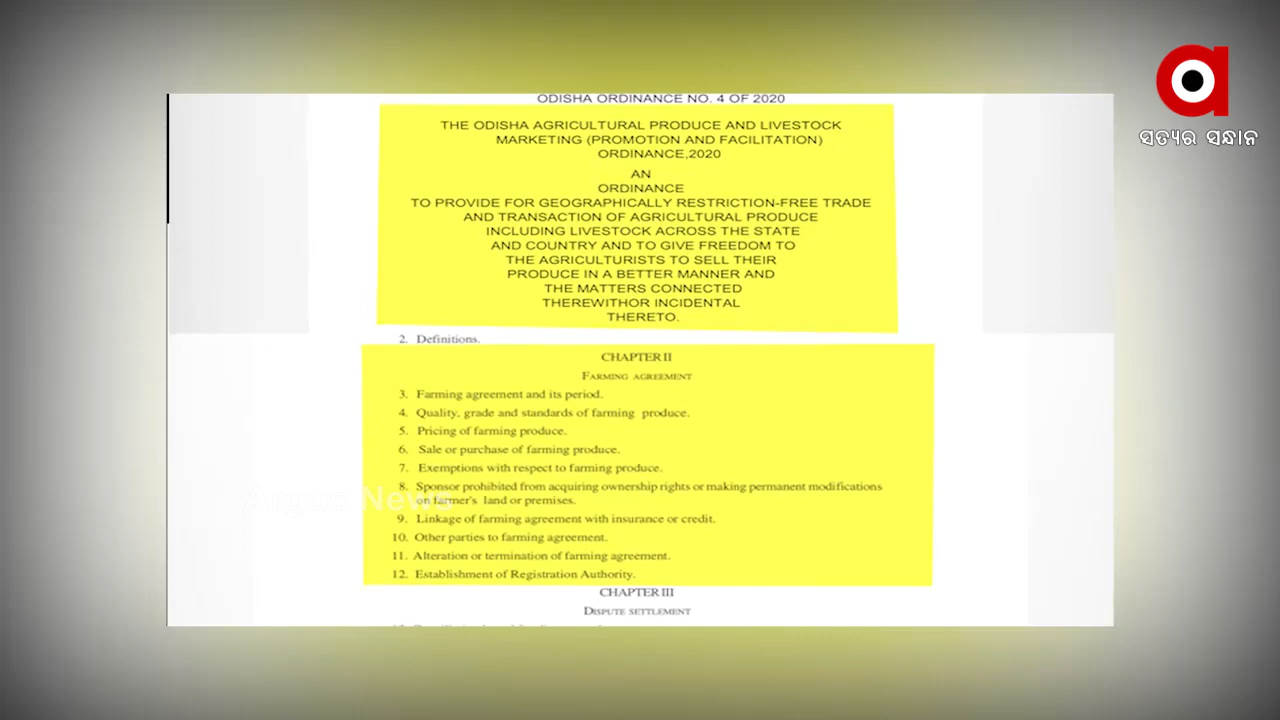 ସତ୍ୟର ସନ୍ଧାନ
ODISHA ORDINANCE NO. 4 OF 2020
THE ODISHA AGRICULTURAL PRODUCE AND LIVESTOCK
MARKETING (PROMOTION AND FACILITATION)
ORDINANCE,2020
AN
ORDINANCE
TO PROVIDE FOR GEOGRAPHICALLY RESTRICTION-FREE TRADE
AND TRANSACTION OF AGRICULTURAL PRODUCE
INCLUDING LIVESTOCK ACROSS THE STATE
AND COUNTRY AND TO GIVE FREEDOM TO
THE AGRICULTURISTS TO SELL THEIR
PRODUCE IN A BETTER MANNER AND
THE MATTERS CONNECTED
THEREWITHOR INCIDENTAL
THERETO.
2. Definitions.
CHAPTER II
FARMING AGREEMENT
3. Farming agreement and its period.
4. Quality, grade and standards of farming produce.
5. Pricing of farming produce.
6. Sale or purchase of farming produce.
7. Exemptions with respect to farming produce.
8. Sponsor prohibited from acquiring ownership rights or making permanent modifications
on farmer's land or premises.
Argus News
9. Linkage of farming agreement with insurance or credit.
10. Other parties to farming agreement.
11. Alteration or termination of farming agreement.
12. Establishment of Registration Authority.
CHAPTER III
DISPUTE SETTLEMENT